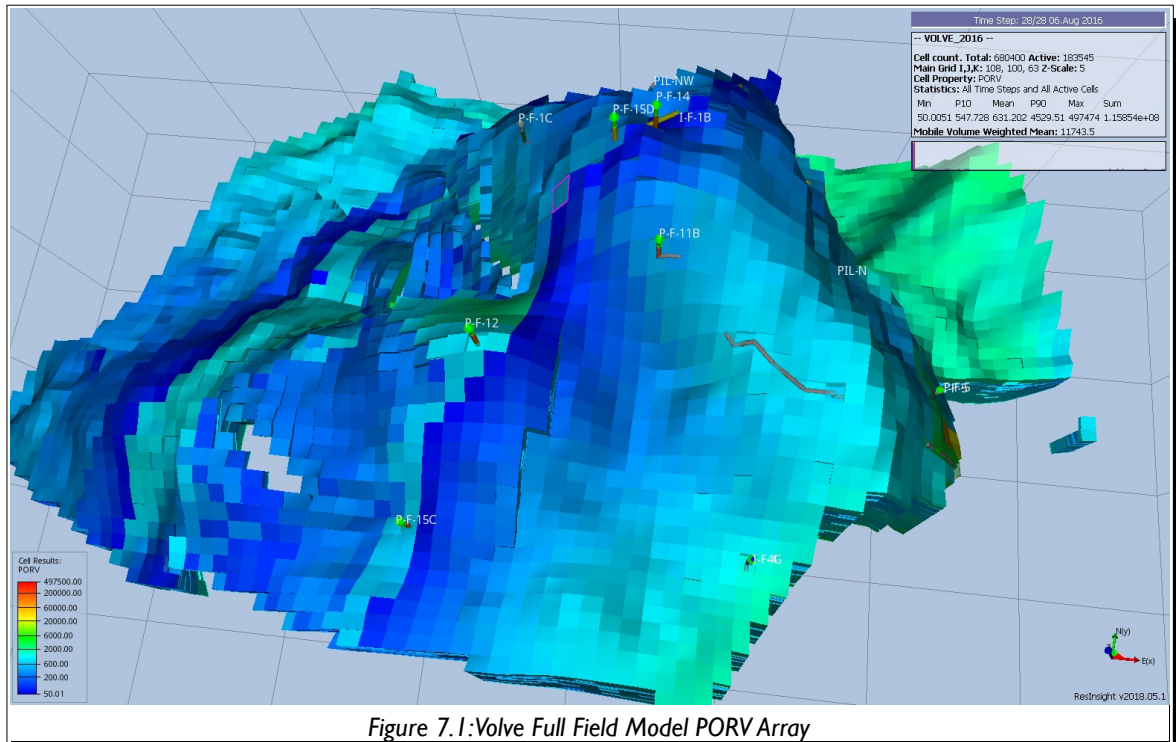 Time Step: 28/28 06.Aug 2016
-- VOLVE_2016 --
Cell count. Total: 680400 Active: 183545
Main Grid I,J,K: 108, 100, 63 Z-Scale: 5
Cell Property: PORV
Statistics: All Time Steps and All Active Cells
Min P10 Mean P90 Max Sum
50.0051 547.728 631.202 4529.51 497474 1.15854e+08
Mobile Volume Weighted Mean: 11743.5
PIL-NW
P-F-14
P-F-15D
I-F-1B
P-F-1C
P-F-11B
PIL-N
P-F-12
P-F-15C
Cell Results:
PORV
497500.00
200000.00
60000.00
20000.00
6000.00
2000.00
600.00
200.00
50.01
N(y)
E(x)
ResInsight v2018.05.1
Figure 7.1:Volve Full Field Model PORV Array